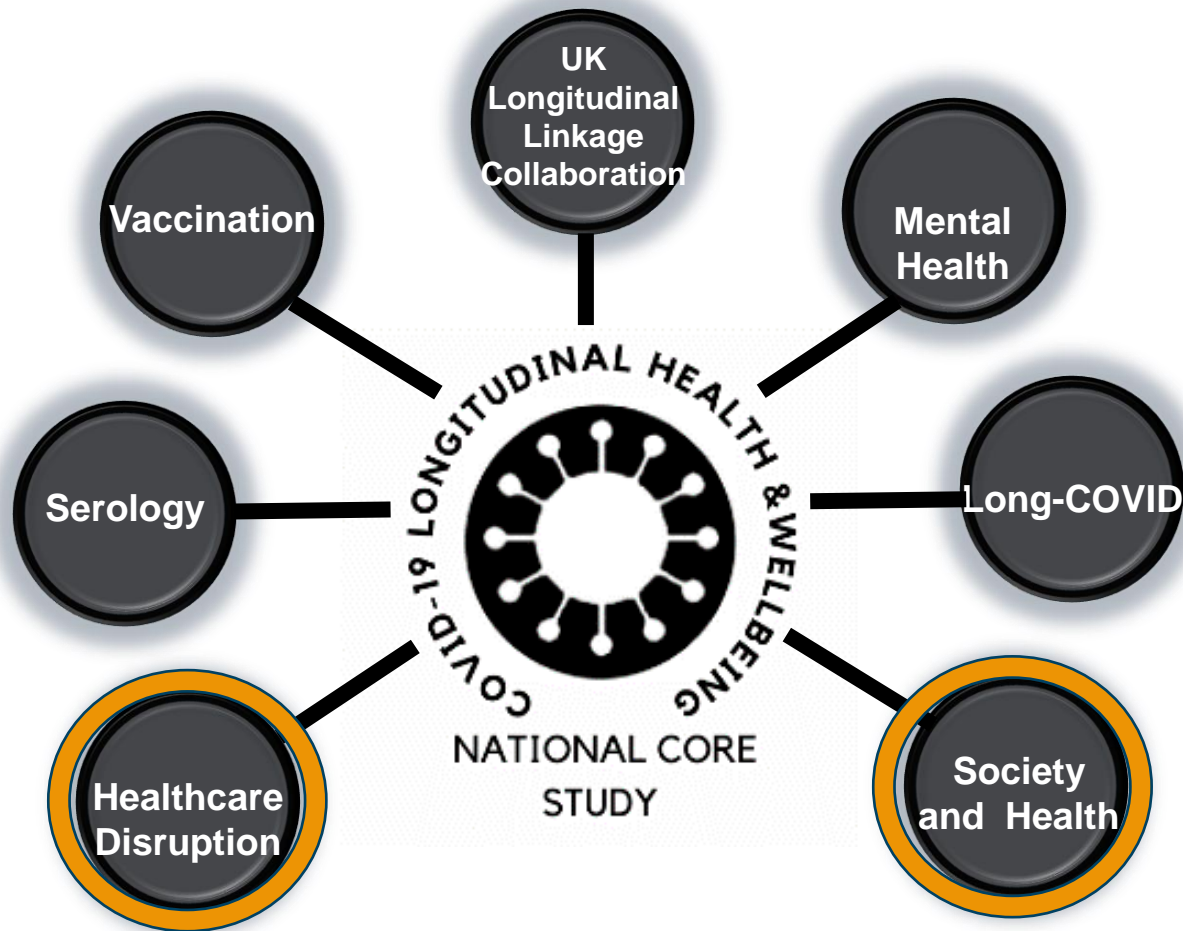 UK
Longitudinal
Linkage
Collaboration
Vaccination
Mental
Health
Serology
COVID-19 LONGITUDINAL HEALTH & WELLBEING
Long-COVID
NATIONAL CORE
STUDY
Healthcare
Disruption
Society
and Health